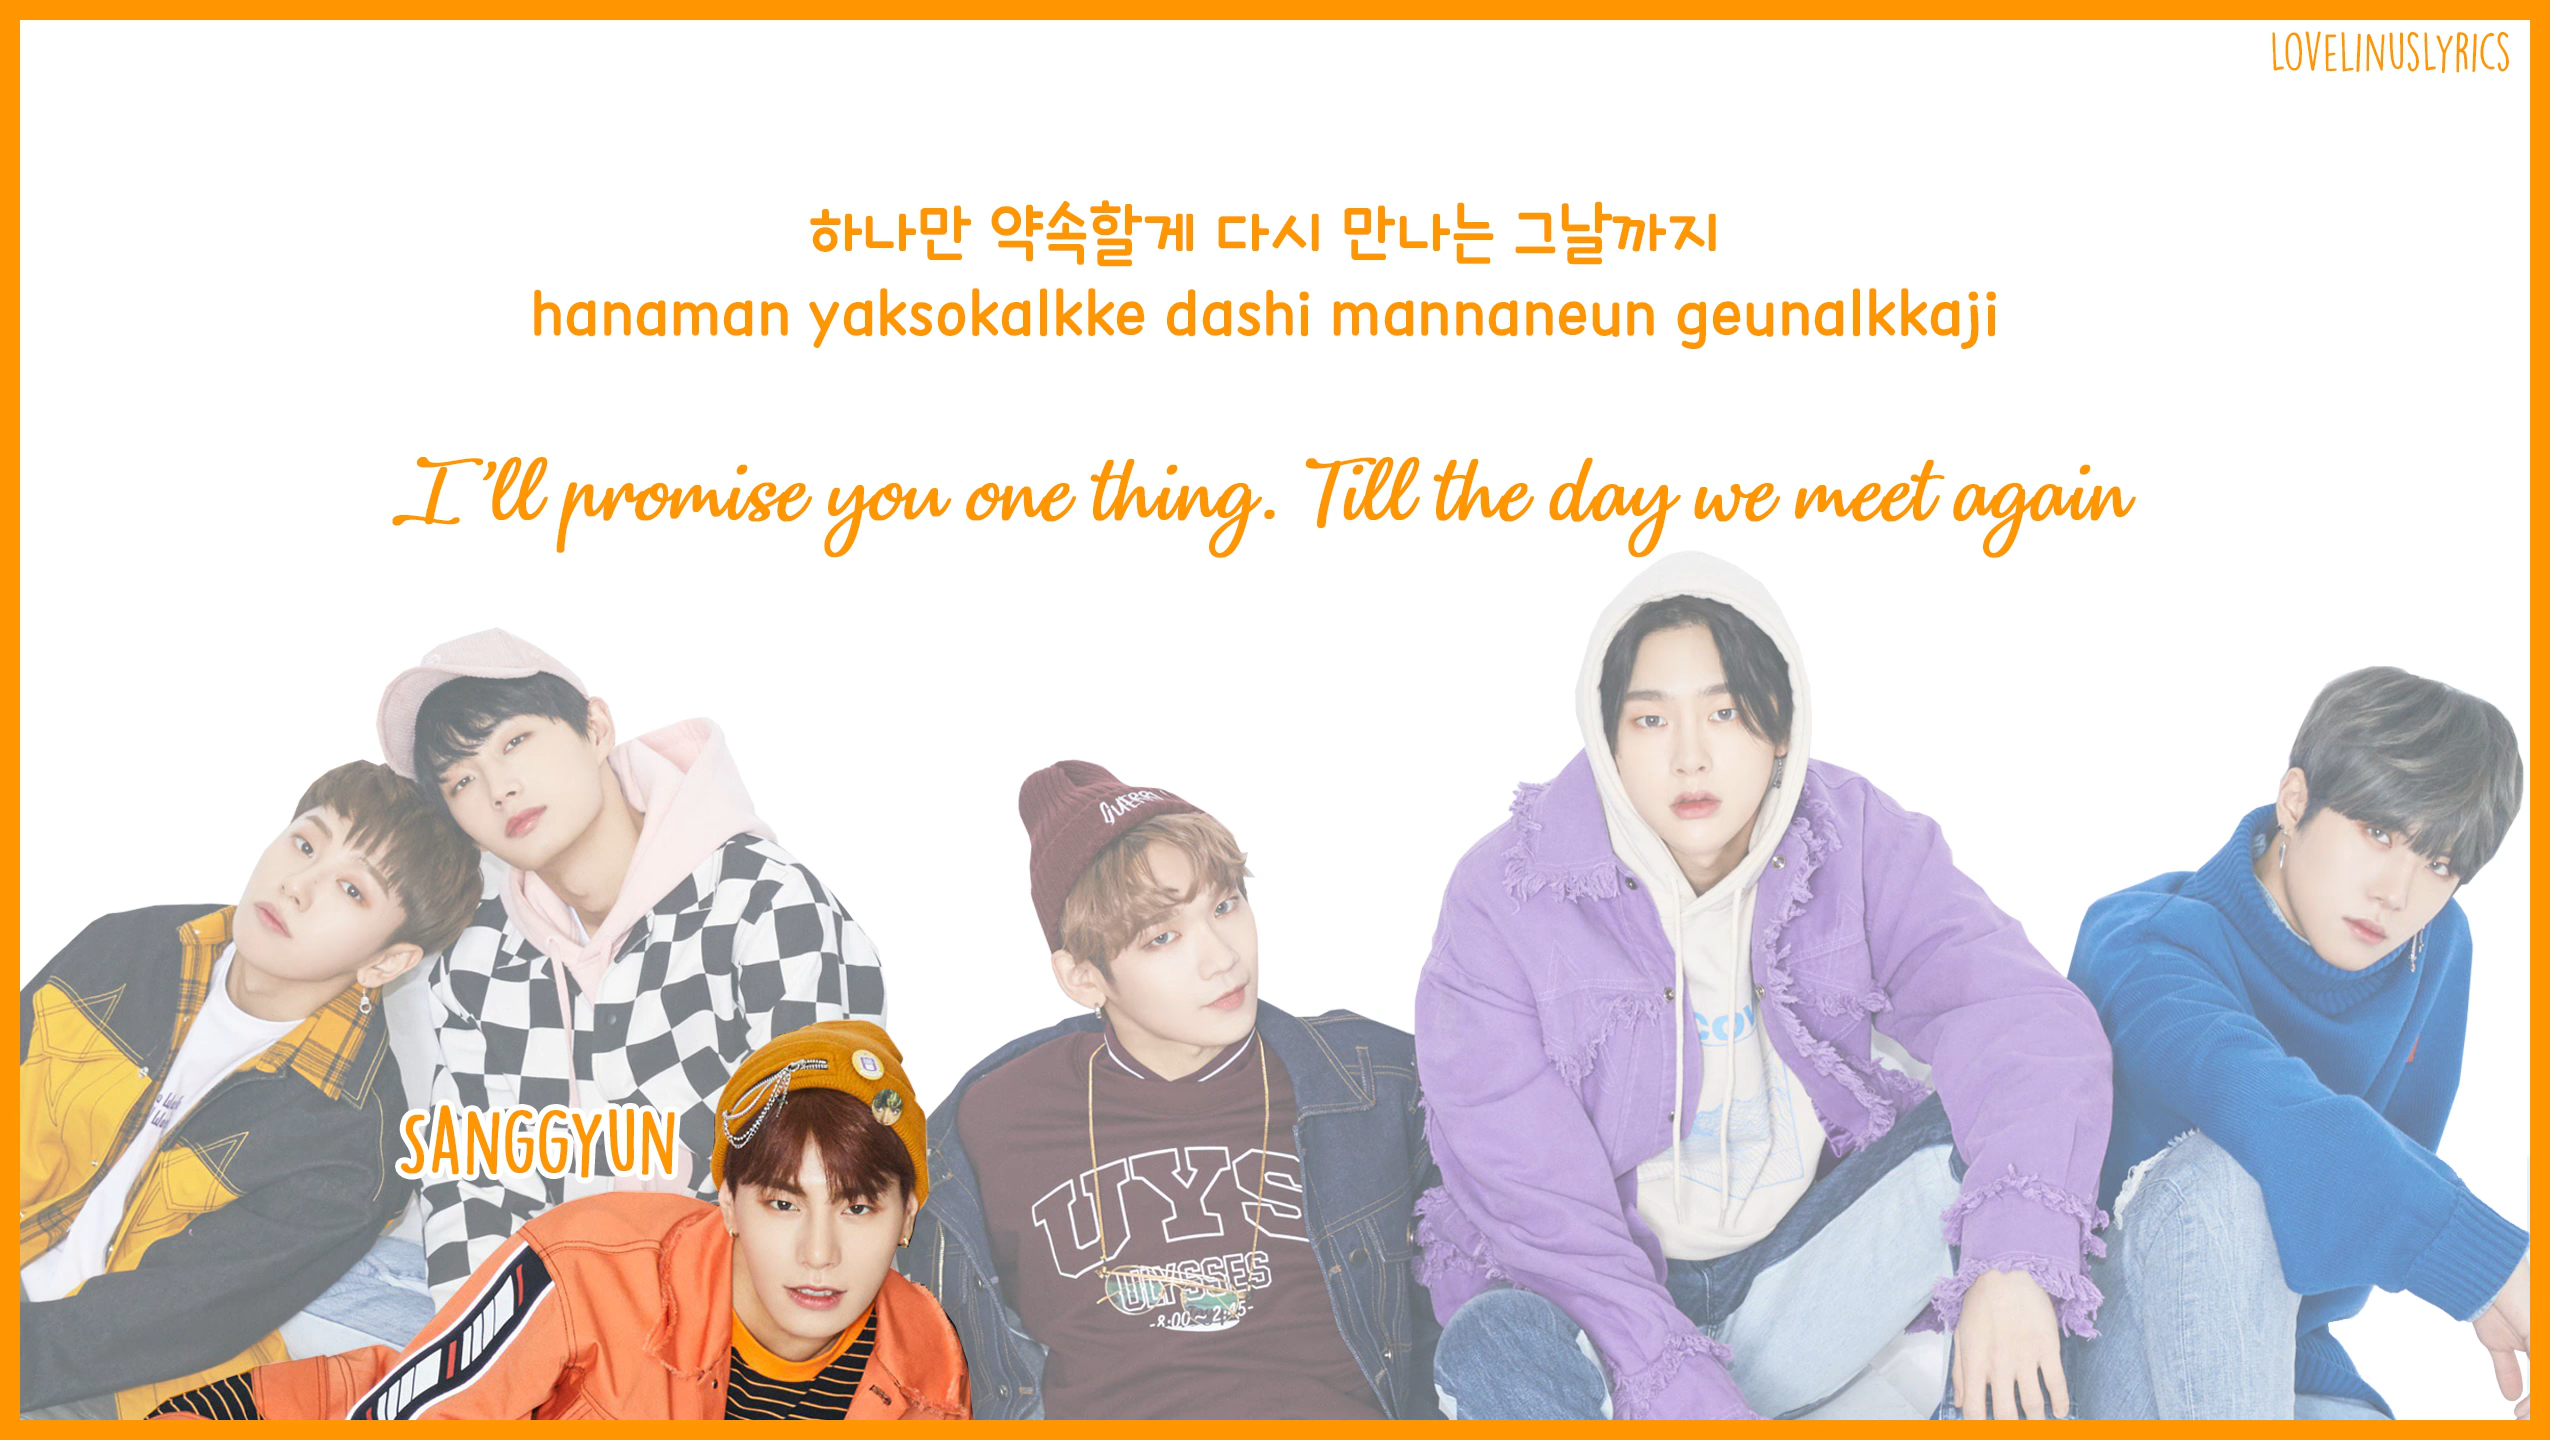 LOVELINUSLYRICS
하나만 약속할게 다시 만나는 그날까지
hanaman yaksokalkke dashi mannaneun geunalkkaji
I'll promise you one thing. Till the day we meet again
SANGGYUN
UYS
ULYSSES